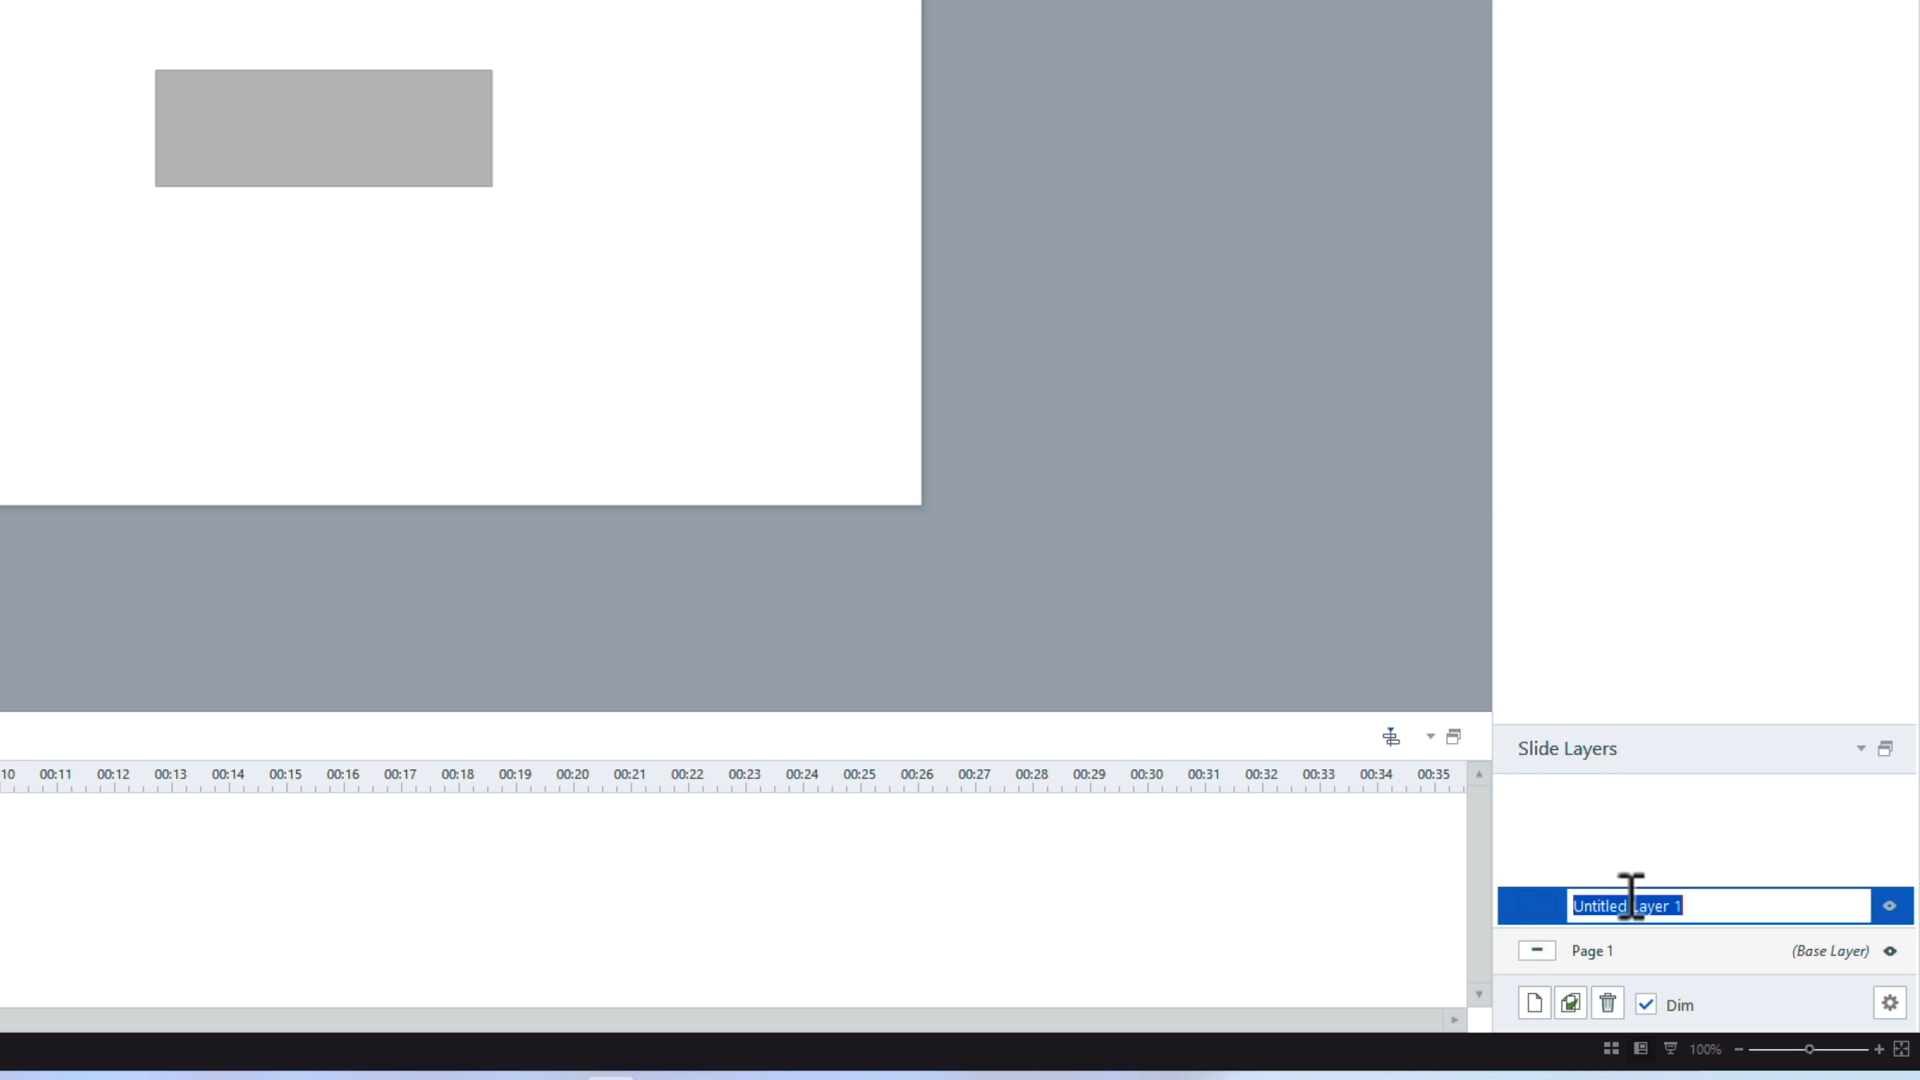 10 00:11 00:12 00:13 00:14 00:15 00:16 00:17 00:18 00:19 00:20 00:21 00:22 00:23 00:24 00:25 00:26 00:27 00:28 00:29 00:30 00:31 00:32 00:33 00:34 00:35
Slide Layers
Untitled Layer 1
Page 1 (Base Layer)
Dim
100%